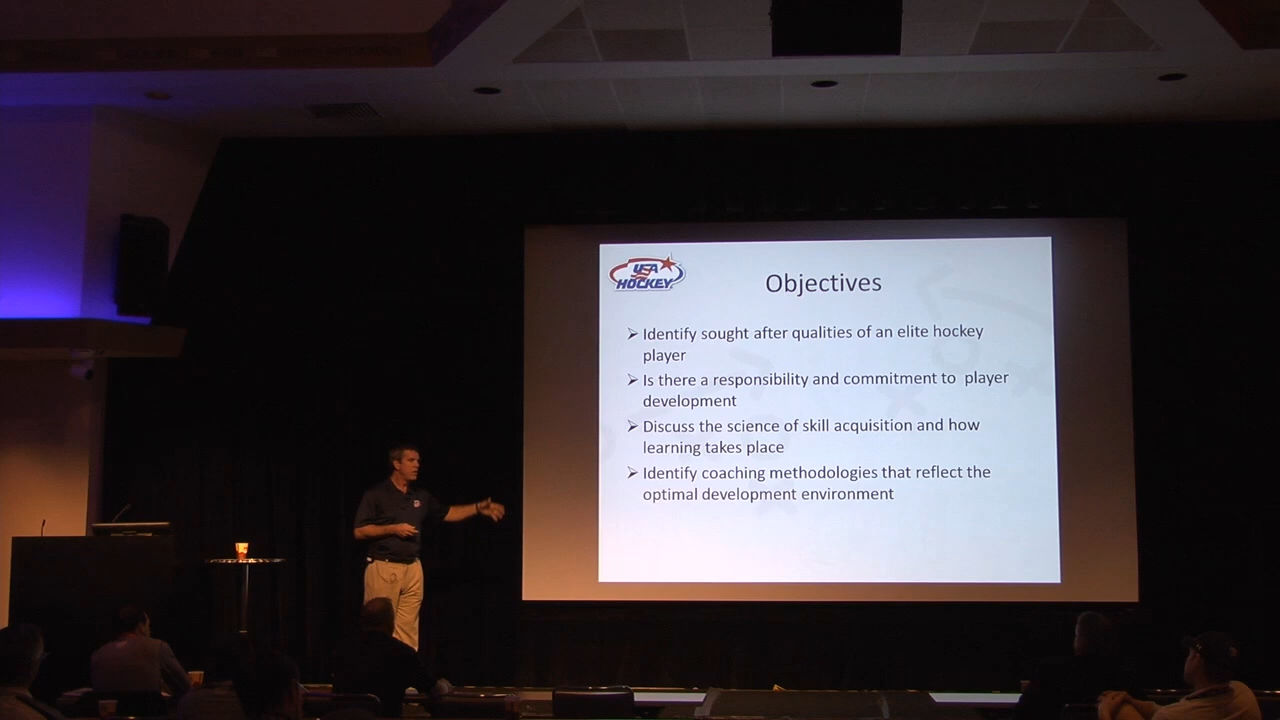 USA
HOCKEY
Objectives
➢ Identify sought after qualities of an elite hockey
player
➢ Is there a responsibility and commitment to  player
development
➢ Discuss the science of skill acquisition and how
learning takes place
➢ Identify coaching methodologies that reflect the
optimal development environment